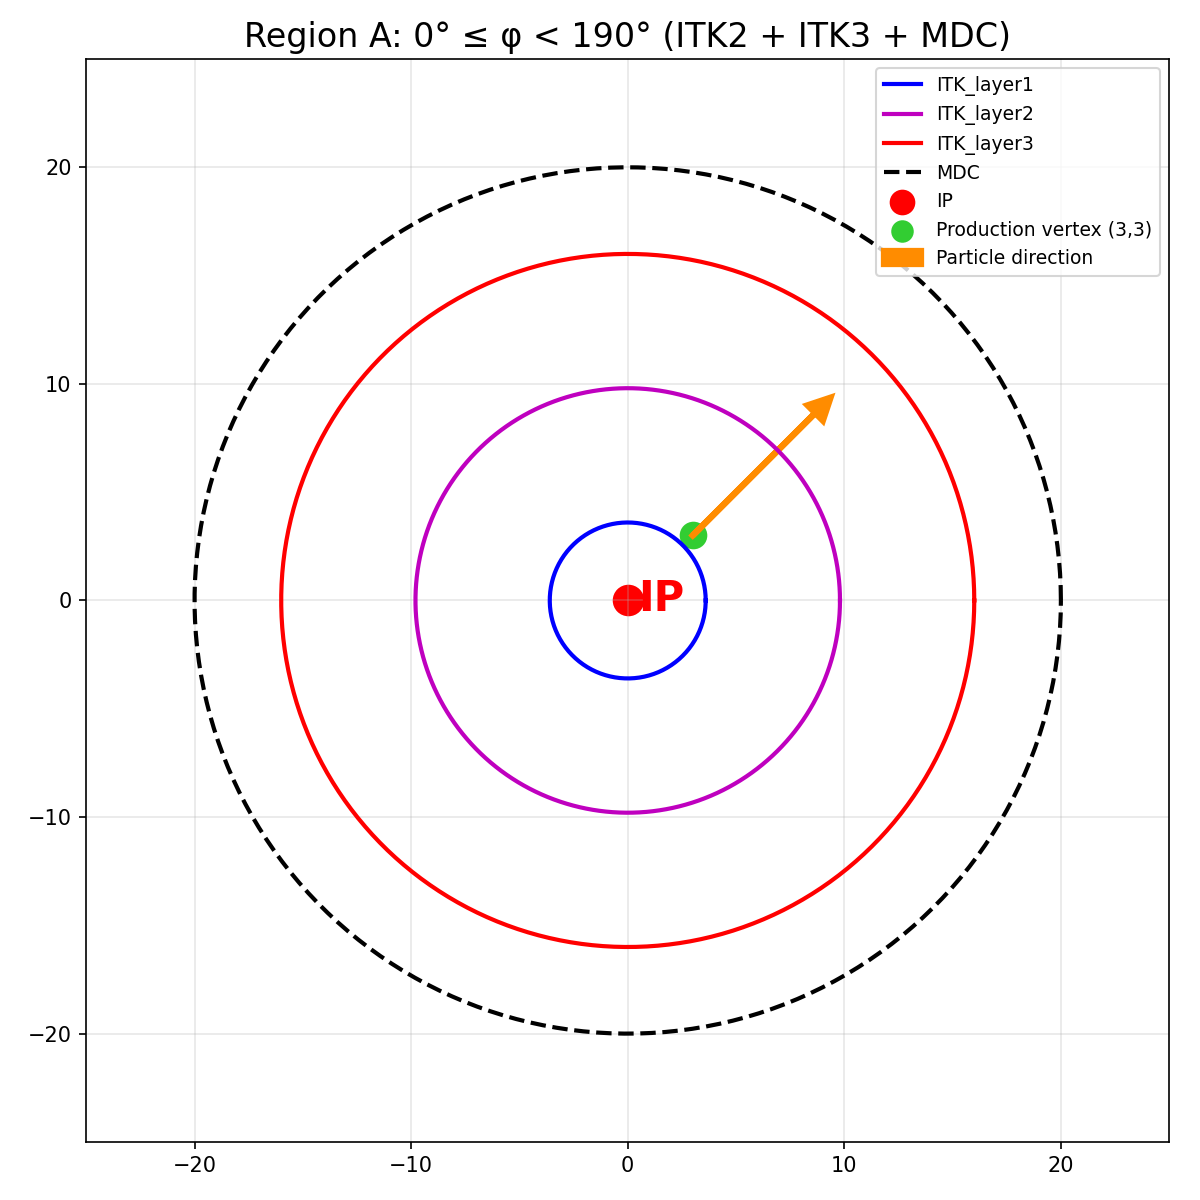 Region A: 0° ≤ φ < 190° (ITK2 + ITK3 + MDC)
ITK_layer1
ITK_layer2
ITK_layer3
MDC
IP
Production vertex (3,3)
Particle direction
20
10
0
−10
−20
IP
−20
−10
0
10
20